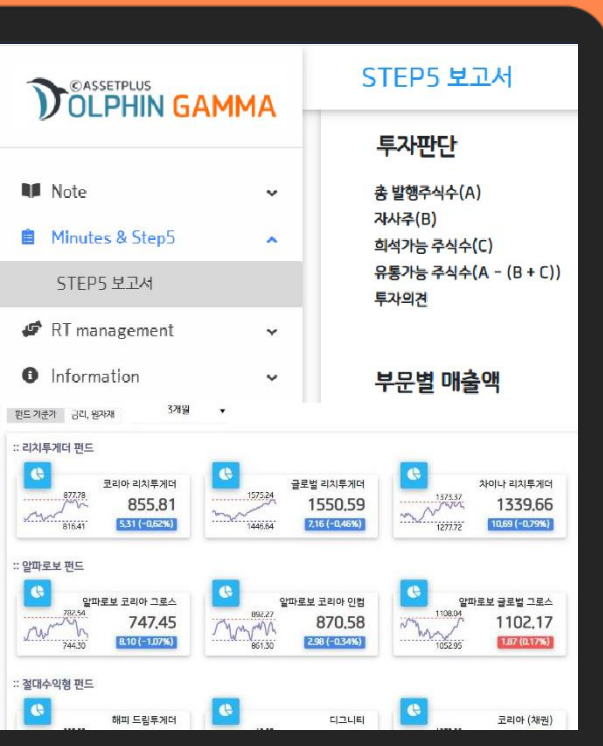 ©ASSETPLUS
DOLPHIN GAMMA
Note
Minutes & Step5
STEP5 보고서
RT management
Information
STEP5 보고서
투자판단
총 발행주식수(A)
자사주(B)
희석가능 주식수(C)
유통가능 주식수(A - (B + C))
투자의견
부문별 매출액
펀드 기준가 금리, 원자재 3개월
:: 리치투게더 펀드
코리아 리치투게더
877.78
855.81
816.41
5.31 (-0.62%)
글로벌 리치투게더
1575.24
1550.59
1446.64
7.16 (-0.46%)
차이나 리치투게더
1373.37
1339.66
1277.72
10.69 (-0.79%)
:: 알파로보 펀드
알파로보 코리아 그로스
782.54
747.45
744.30
8.10 (-1.07%)
알파로보 코리아 인컴
892.27
870.58
861.30
2.98 (-0.34%)
알파로보 글로벌 그로스
1108.04
1102.17
1052.95
1.87 (0.17%)
:: 절대수익형 펀드
해피 드림투게더
디그니티
코리아 (채권)